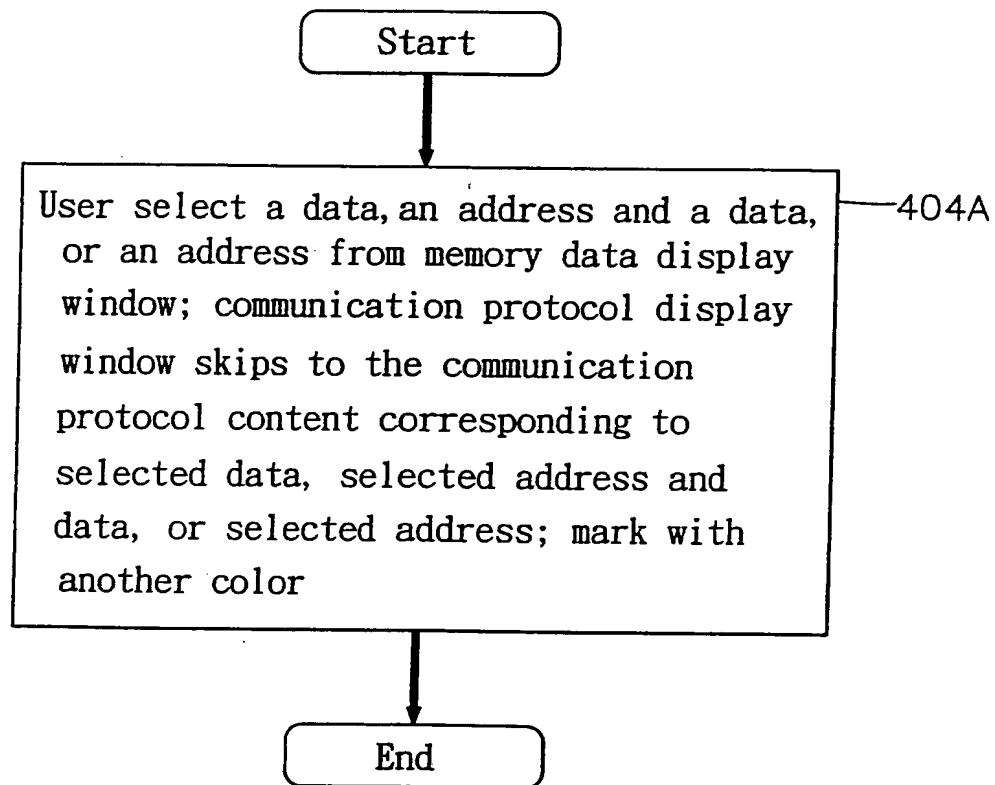 Start
User select a data, an address and a data,
404A
or an address from memory data display
window; communication protocol display
window skips to the communication
protocol content corresponding to
selected data, selected address and
data, or selected address; mark with
another color
End